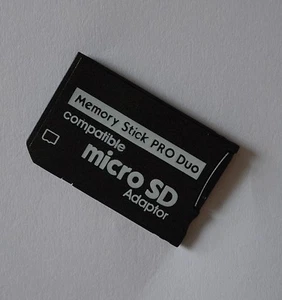 Memory Stick PRO Duo
compatible
micro SD
Adaptor